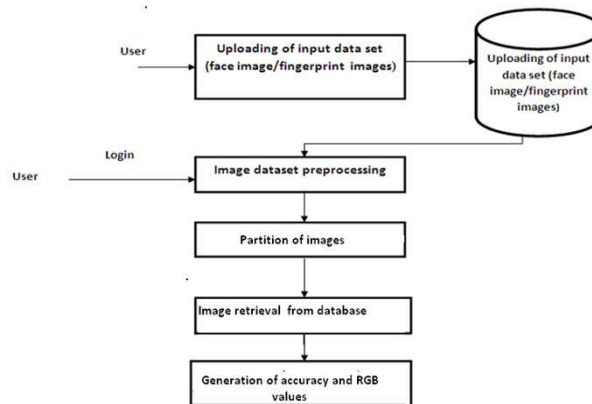 User
Uploading of input data set
(face image/fingerprint images)
Uploading of input
data set (face
image/fingerprint
images)
Login
User
Image dataset preprocessing
Partition of images
Image retrieval from database
Generation of accuracy and RGB
values